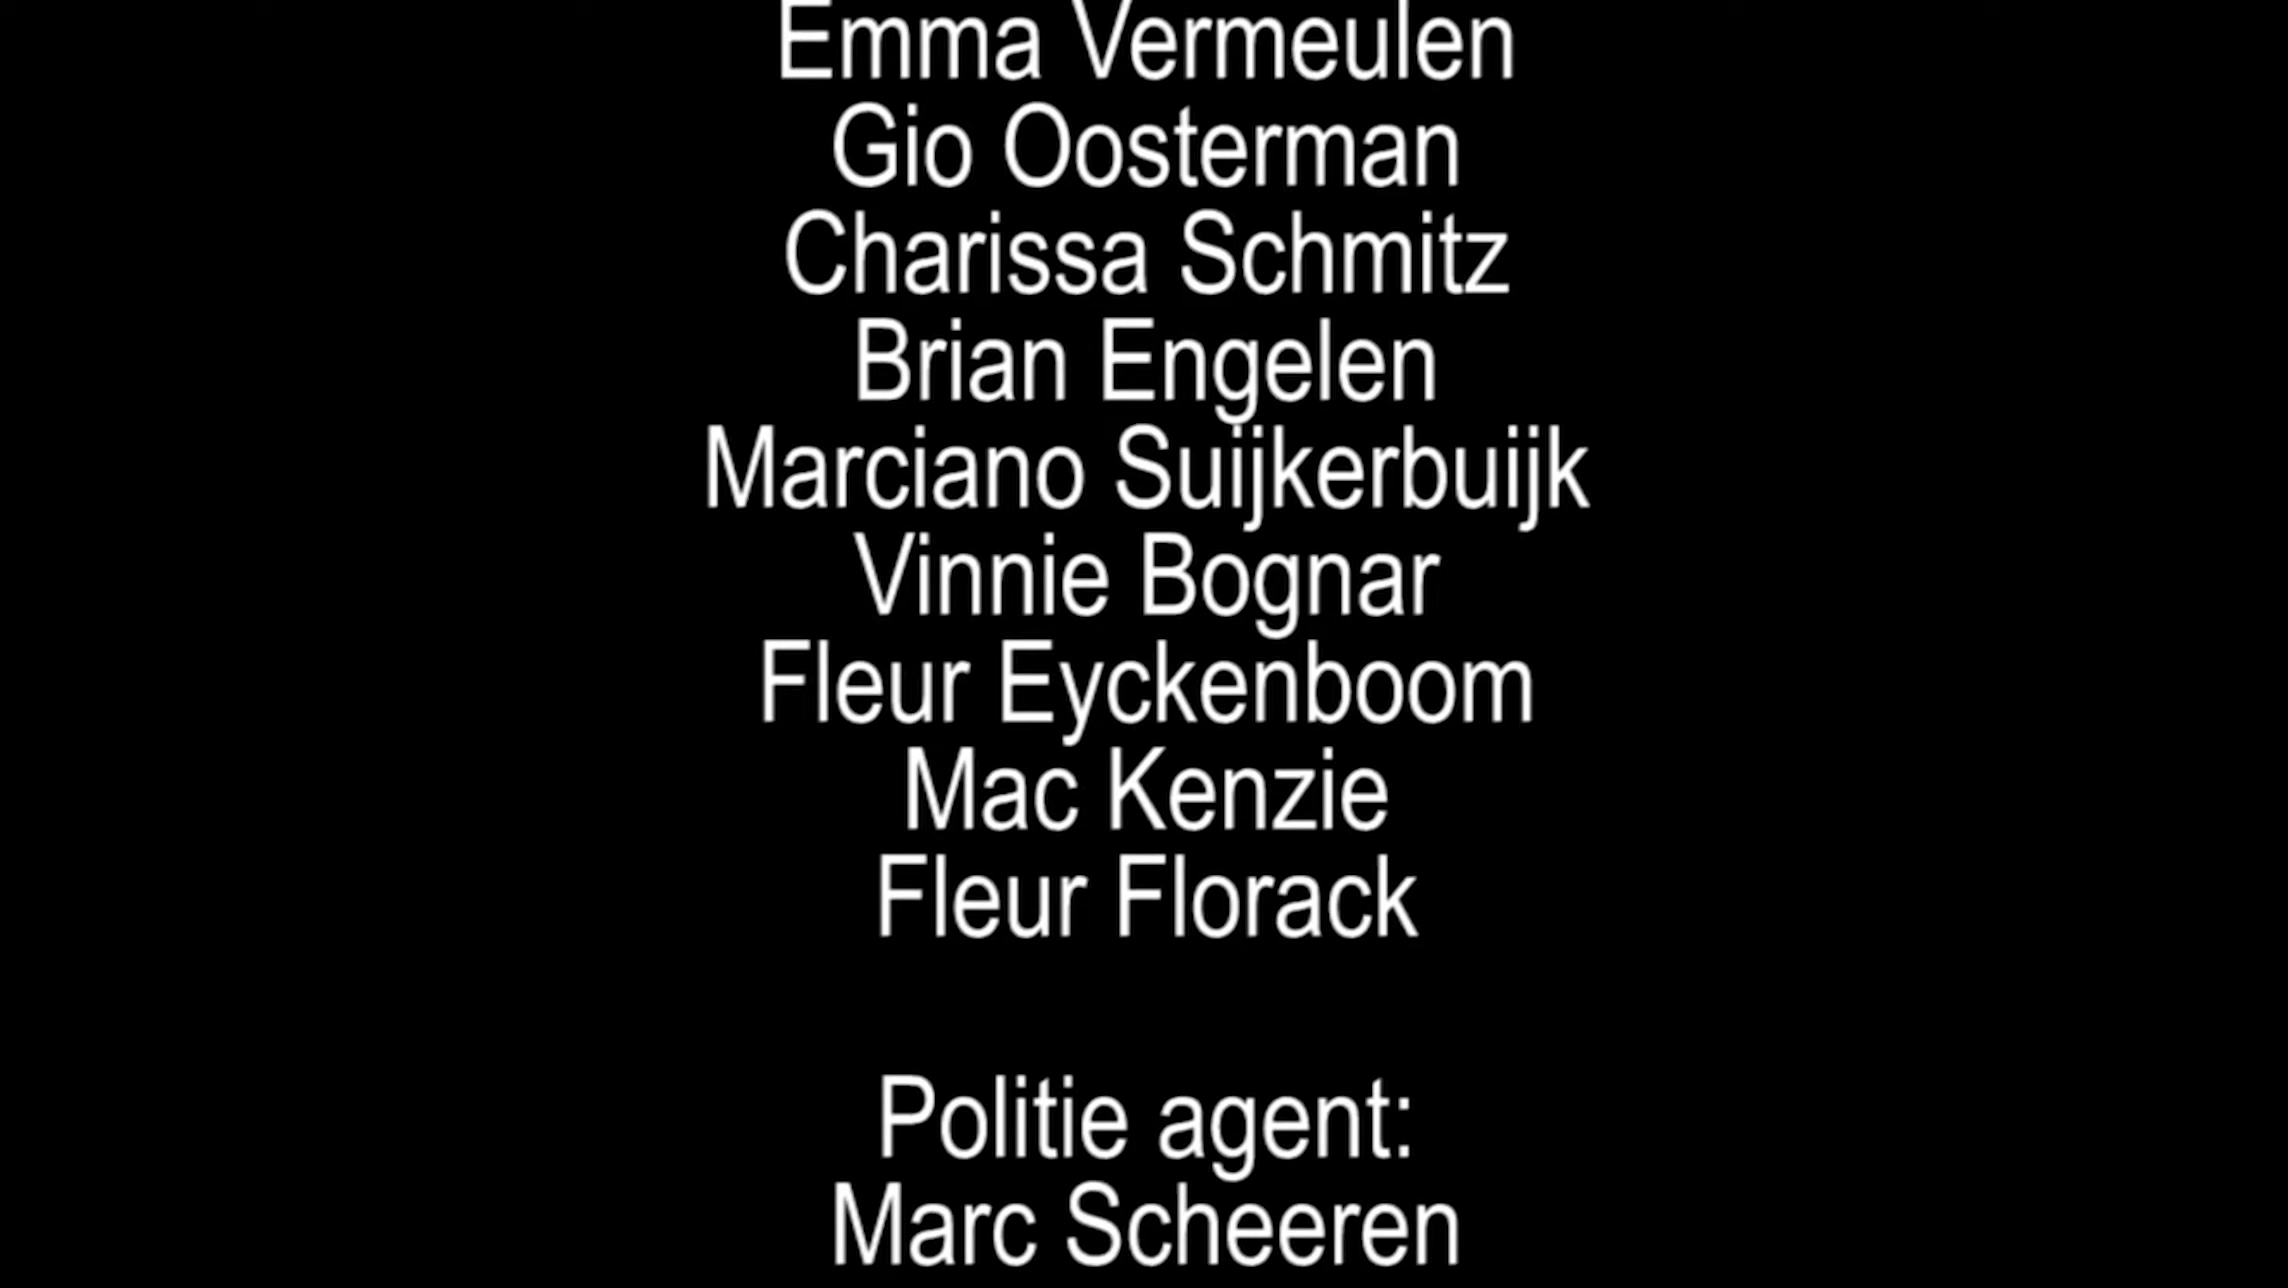 Emma Vermeulen
Gio Oosterman
Charissa Schmitz
Brian Engelen
Marciano Suijkerbuijk
Vinnie Bognar
Fleur Eyckenboom
Mac Kenzie
Fleur Florack
Politie agent:
Marc Scheeren